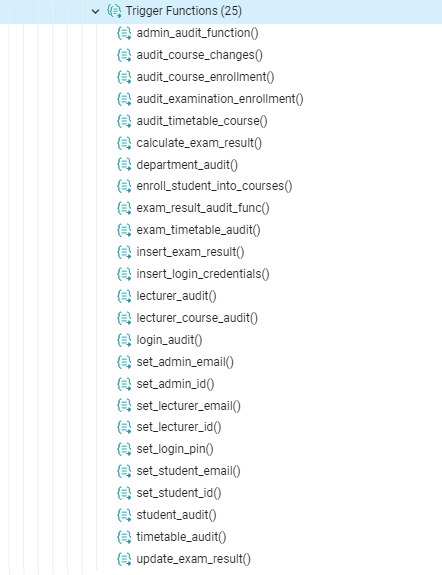 Trigger Functions (25)
admin_audit_function()
audit_course_changes()
audit_course_enrollment()
audit_examination_enrollment()
audit_timetable_course()
calculate_exam_result()
department_audit()
enroll_student_into_courses()
exam_result_audit_func()
exam_timetable_audit()
insert_exam_result()
insert_login_credentials()
lecturer_audit()
lecturer_course_audit()
login_audit()
set_admin_email()
set_admin_id()
set_lecturer_email()
set_lecturer_id()
set_login_pin()
set_student_email()
set_student_id()
student_audit()
timetable_audit()
update_exam_result()